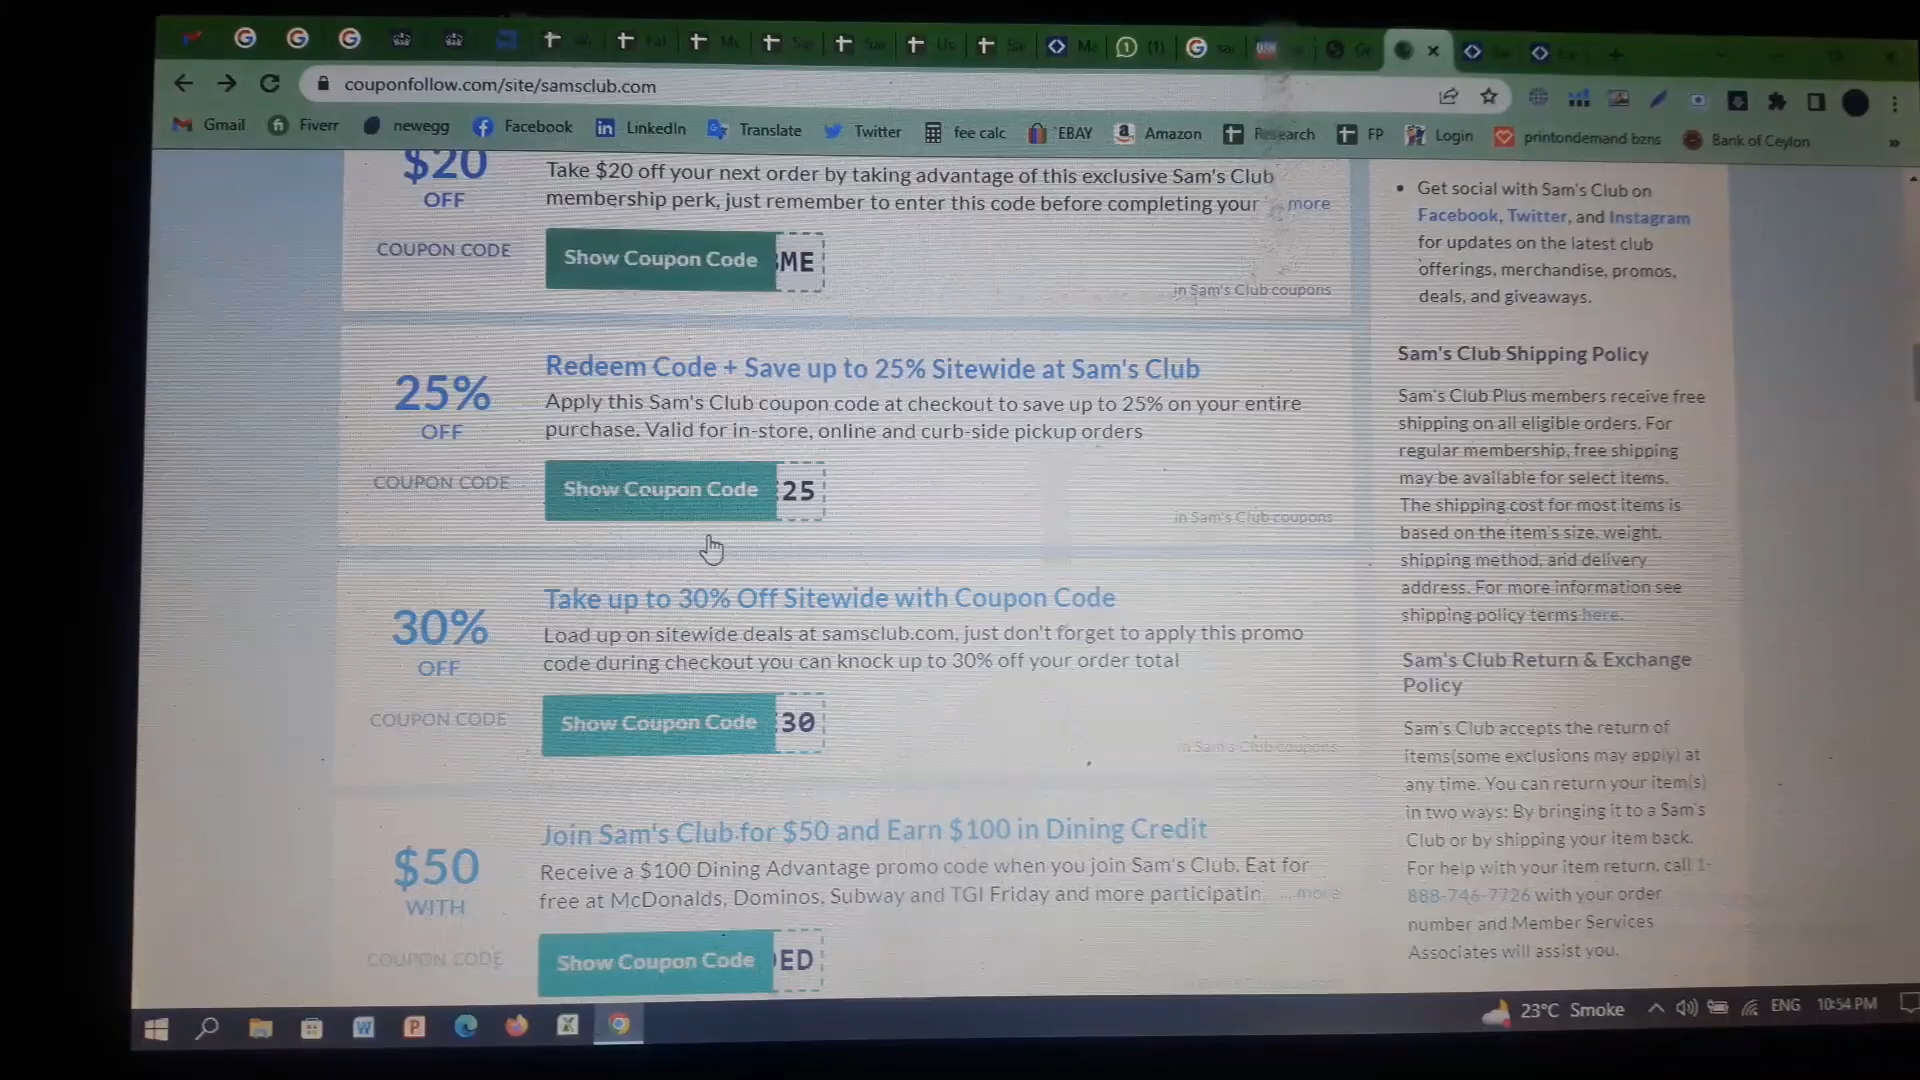 couponfollow.com/site/samsclub.com
Gmail
Fiverr
newegg
Facebook
LinkedIn
Translate
Twitter
fee calc
EBAY
Amazon
Research
FP
Login
printondemand bzns
Bank of Ceylon
»
$20
OFF
COUPON CODE
Take $20 off your next order by taking advantage of this exclusive Sam's Club
membership perk, just remember to enter this code before completing your ... more
Show Coupon Code
ME
in Sam's Club coupons
25%
OFF
COUPON CODE
Redeem Code + Save up to 25% Sitewide at Sam's Club
Apply this Sam's Club coupon code at checkout to save up to 25% on your entire
purchase. Valid for in-store, online and curb-side pickup orders
Show Coupon Code
25
in Sam's Club coupons
30%
OFF
COUPON CODE
Take up to 30% Off Sitewide with Coupon Code
Load up on sitewide deals at samsclub.com, just don't forget to apply this promo
code during checkout you can knock up to 30% off your order total
Show Coupon Code
30
in Sam's Club coupons
$50
WITH
COUPON CODE
Join Sam's Club for $50 and Earn $100 in Dining Credit
Receive a $100 Dining Advantage promo code when you join Sam's Club. Eat for
free at McDonalds, Dominos, Subway and TGI Friday and more participatin ... more
Show Coupon Code
ED
• Get social with Sam's Club on
Facebook, Twitter, and Instagram
for updates on the latest club
offerings, merchandise, promos,
deals, and giveaways.
Sam's Club Shipping Policy
Sam's Club Plus members receive free
shipping on all eligible orders. For
regular membership, free shipping
may be available for select items.
The shipping cost for most items is
based on the item's size, weight,
shipping method, and delivery
address. For more information see
shipping policy terms here.
Sam's Club Return & Exchange
Policy
Sam's Club accepts the return of
items(some exclusions may apply) at
any time. You can return your item(s)
in two ways: By bringing it to a Sam's
Club or by shipping your item back.
For help with your item return, call 1-
888-746-7726 with your order
number and Member Services
Associates will assist you.
23°C Smoke
ENG
10:54 PM